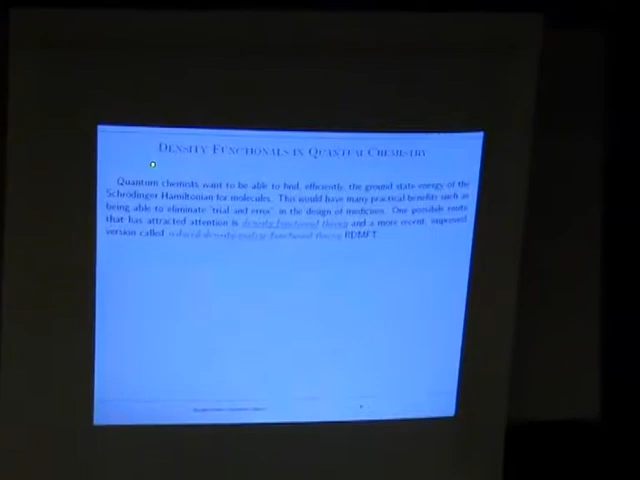 DENSITY FUNCTIONALS IN QUANTUM CHEMISTRY
Quantum chemists want to be able to find, efficiently, the ground state energy of the
Schrödinger Hamiltonian for molecules. This would have many practical benefits such as
being able to eliminate "trial and error" in the design of medicines. One possible route
that has attracted attention is density functional theory and a more recent, improved
version called reduced density matrix functional theory RDMFT.